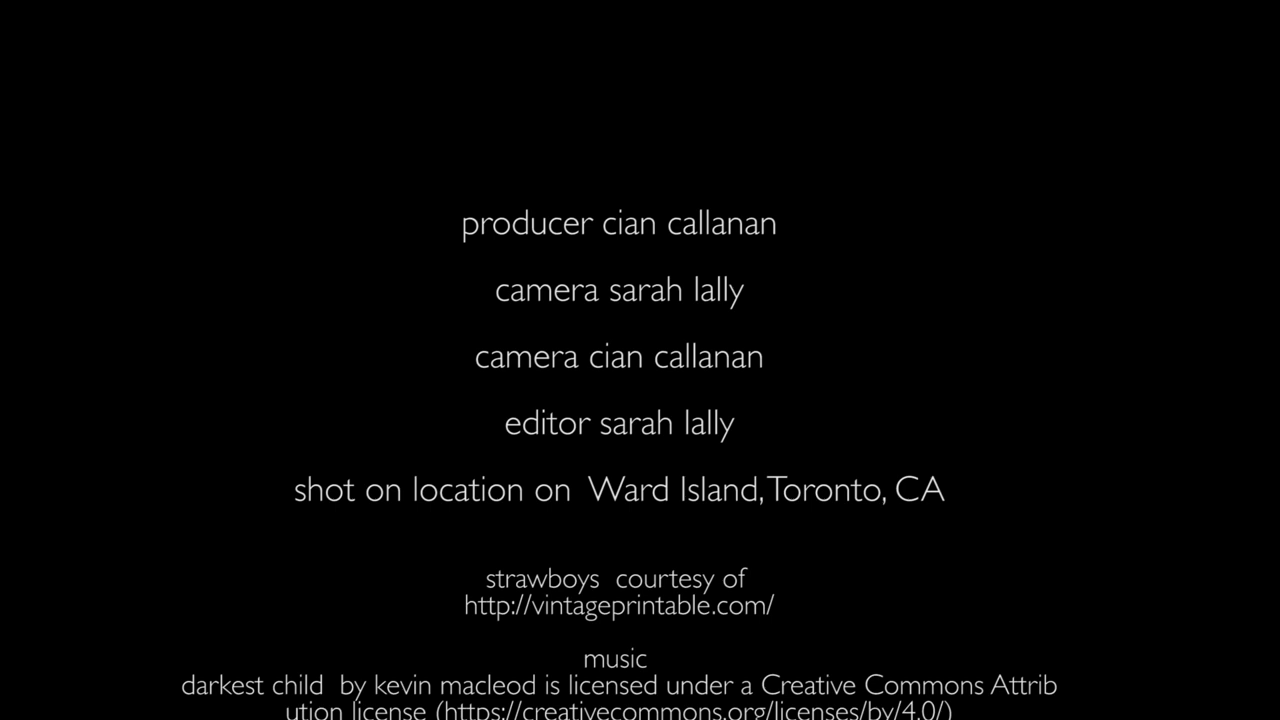 producer cian callanan
camera sarah lally
camera cian callanan
editor sarah lally
shot on location on Ward Island, Toronto, CA
strawboys courtesy of
http://vintageprintable.com/
music
darkest child by kevin macleod is licensed under a Creative Commons Attrib
ution license (https://creativecommons.org/licenses/by/4.0/)